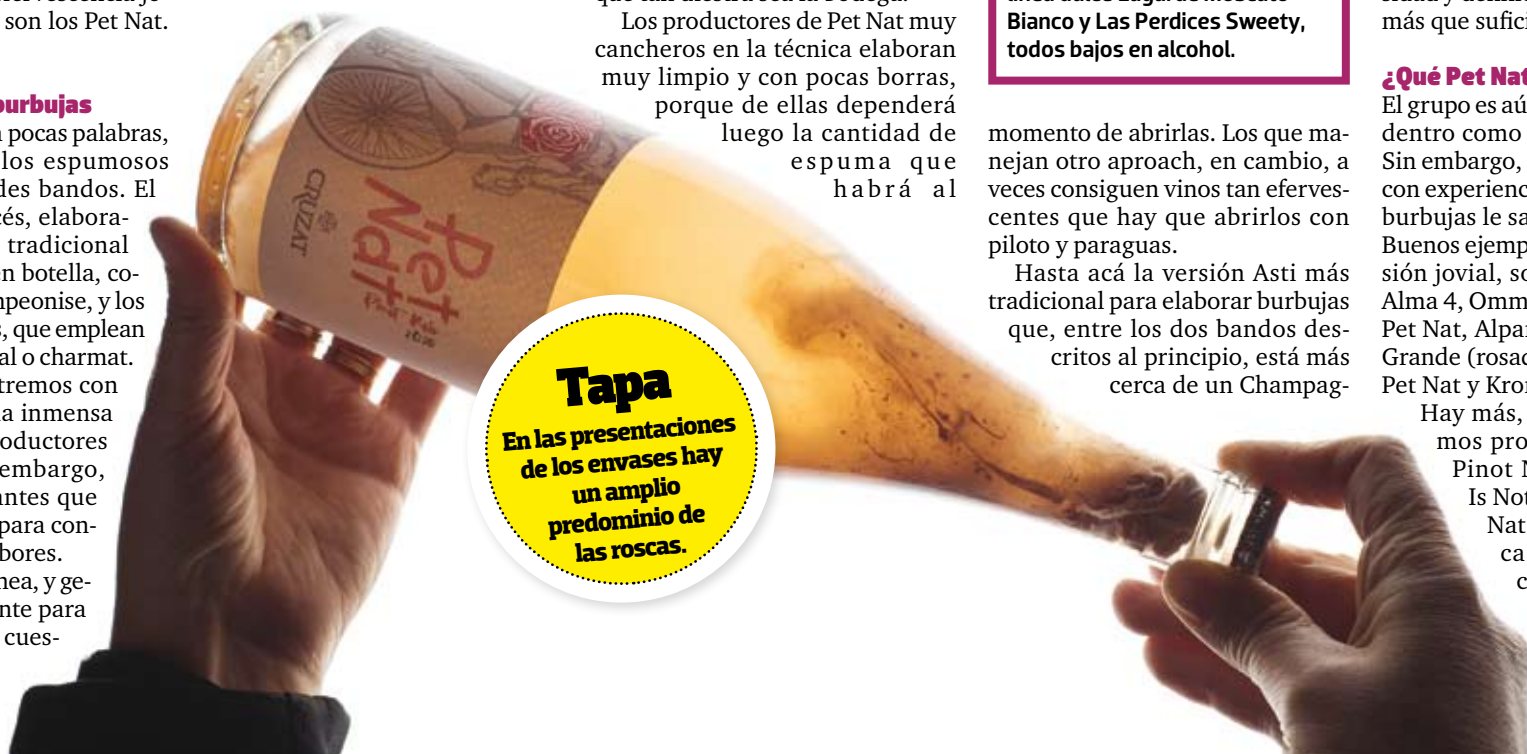 son los Pet Nat.
burbujas
pocas palabras,
los espumosos
des bandos. El
cés, elabora-
tradicional
en botella, co-
mpeonise, y los
s, que emplean
al o charmat.
tremos con
a inmensa
oductores
embargo,
antes que
para con-
bores.
nea, y ge-
nte para
cues-
Los productores de Pet Nat muy
cancheros en la técnica elaboran
muy limpio y con pocas borras,
porque de ellas dependerá
luego la cantidad de
espuma que
habrá al
CRUZAT
Pet
Nat
Tapa
En las presentaciones
de los envases hay
un amplio
predominio de
las roscas.
Bianco y Las Perdices Sweety,
todos bajos en alcohol.
momento de abrirlas. Los que ma-
nejan otro aproach, en cambio, a
veces consiguen vinos tan eferves-
centes que hay que abrirlos con
piloto y paraguas.
Hasta acá la versión Asti más
tradicional para elaborar burbujas
que, entre los dos bandos des-
critos al principio, está más
cerca de un Champag-
más que sufici
¿Qué Pet Nat
El grupo es aú
dentro como
Sin embargo,
con experienc
burbujas le sa
Buenos ejemp
sión jovial, so
Alma 4, Omm
Pet Nat, Alpa
Grande (rosad
Pet Nat y Kron
Hay más,
mos pro
Pinot N
Is Not
Nat
ca
c